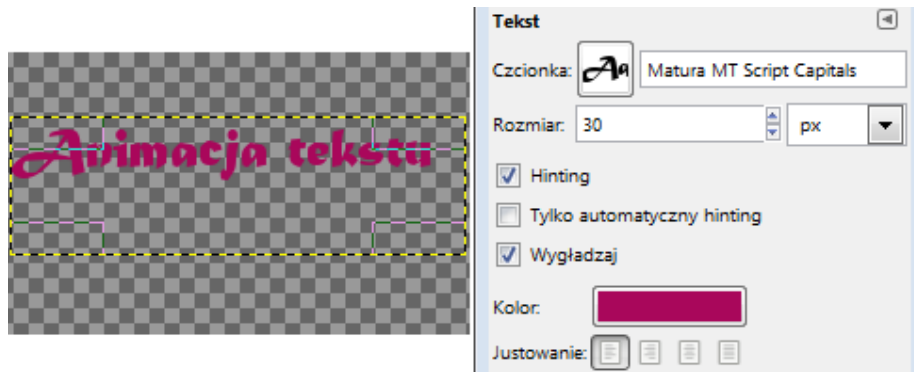 Animacja tekstu
Tekst
Czcionka: Aa Matura MT Script Capitals
Rozmiar: 30 px
Hinting
Tylko automatyczny hinting
Wygładzaj
Kolor:
Justowanie: